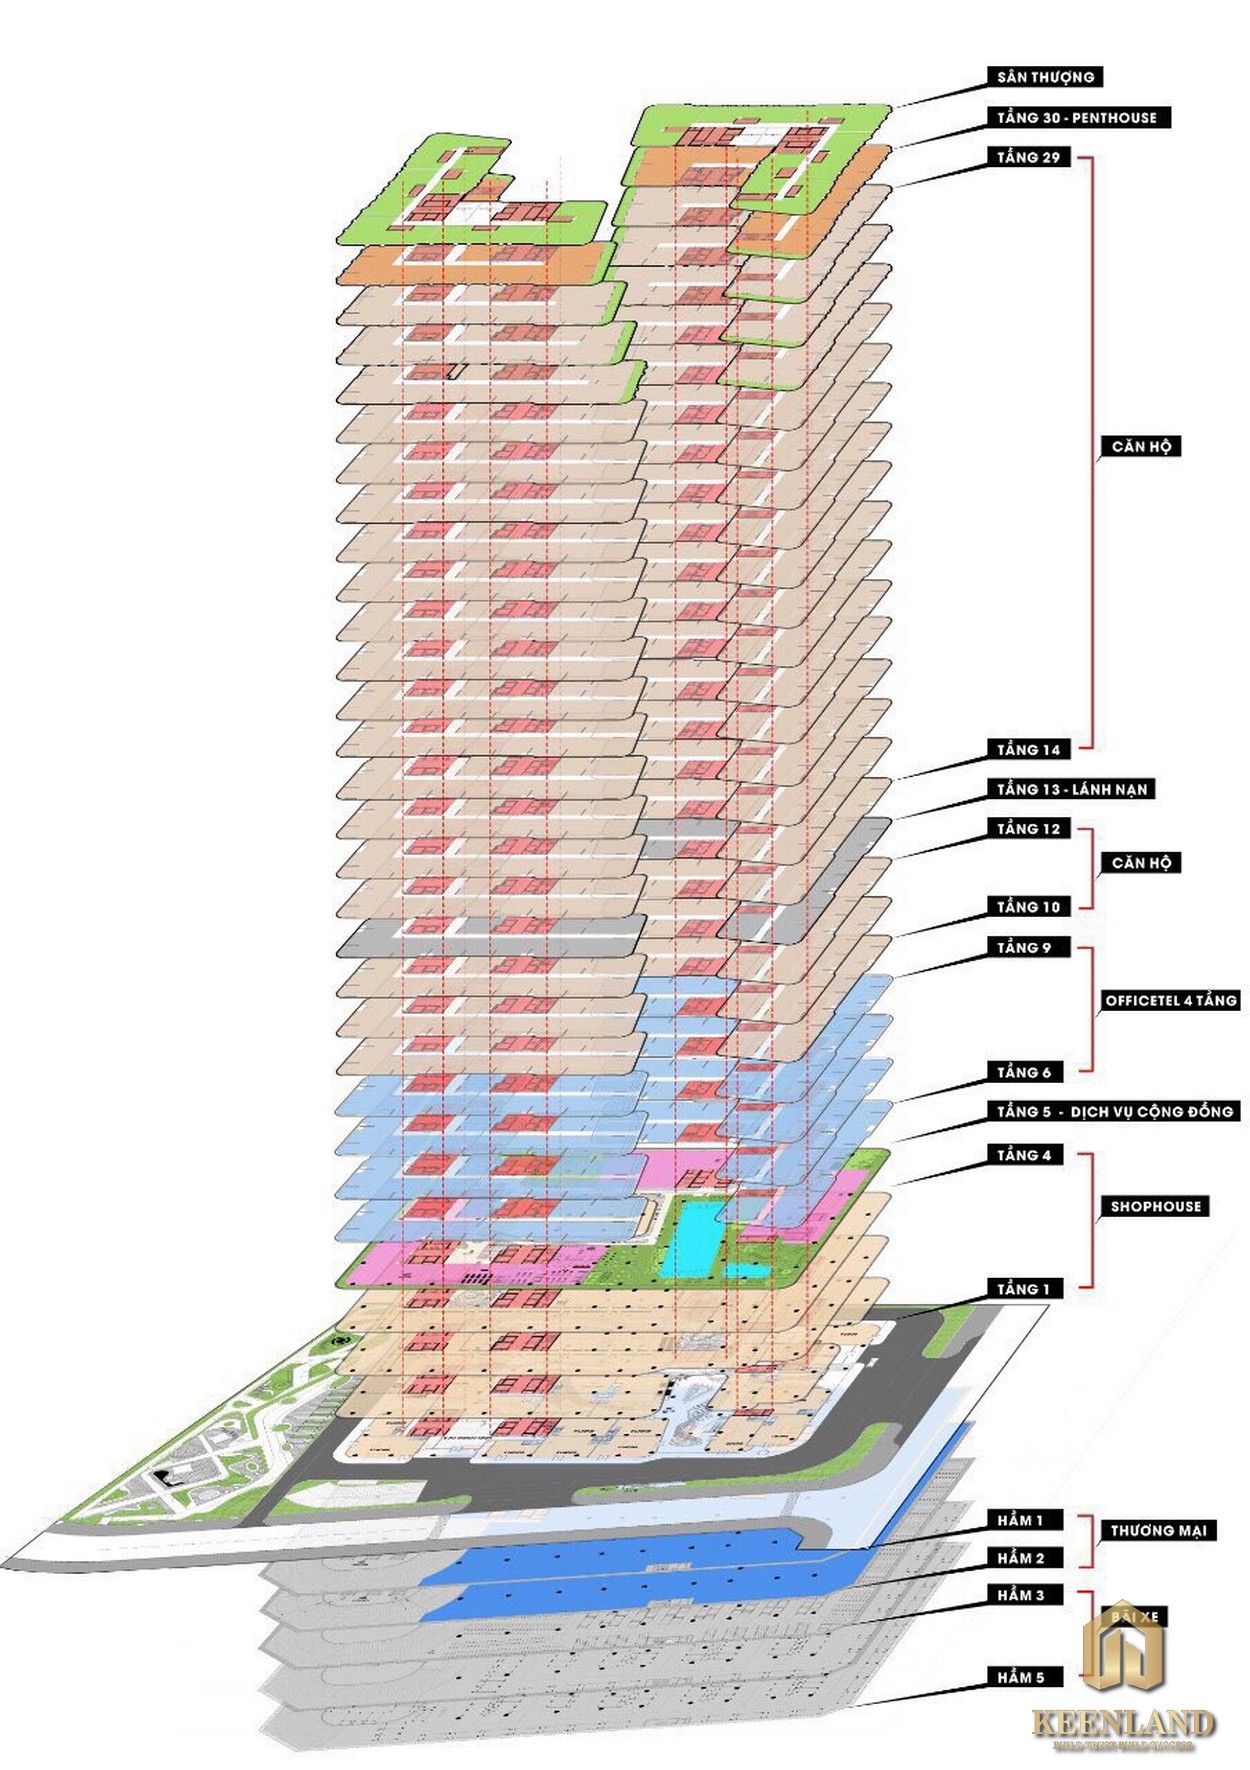 SÂN THƯỢNG
TẦNG 30 - PENTHOUSE
TẦNG 29
CĂN HỘ
TẦNG 14
TẦNG 13 - LÁNH NẠN
TẦNG 12
CĂN HỘ
TẦNG 10
TẦNG 9
OFFICETEL 4 TẦNG
TẦNG 6
TẦNG 5 - DỊCH VỤ CỘNG ĐỒNG
TẦNG 4
SHOPHOUSE
TẦNG 1
HẦM 1
THƯƠNG MẠI
HẦM 2
HẦM 3
BÃI XE
HẦM 5
KEENLAND
BUILD TRUST BUILD SUCCESS